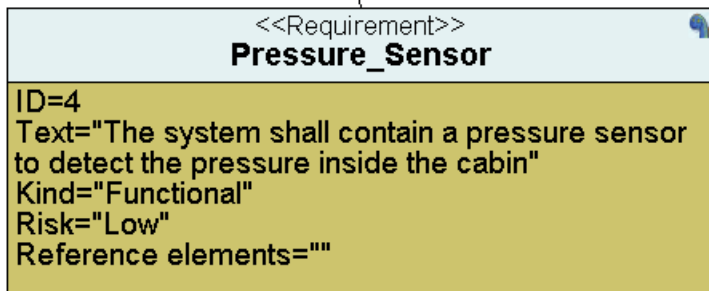 <<Requirement>>
Pressure_Sensor
ID=4
Text="The system shall contain a pressure sensor
to detect the pressure inside the cabin"
Kind="Functional"
Risk="Low"
Reference elements=""